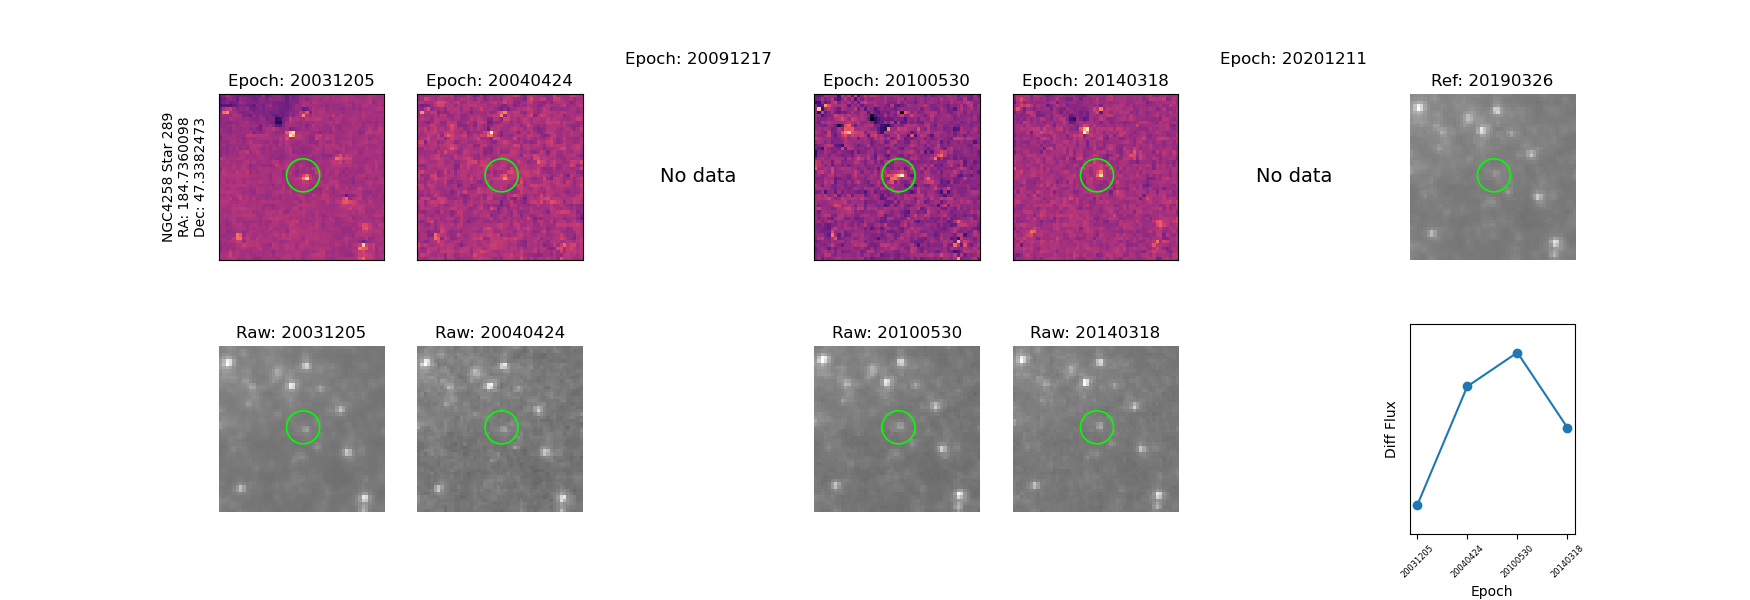 NGC4258 Star 289
RA: 184.7360098
Dec: 47.3382473
Epoch: 20031205
Epoch: 20040424
Epoch: 20091217
No data
Epoch: 20100530
Epoch: 20140318
Epoch: 20201211
No data
Ref: 20190326
Raw: 20031205
Raw: 20040424
Raw: 20100530
Raw: 20140318
Diff Flux
20031205
20040424
20100530
20140318
Epoch